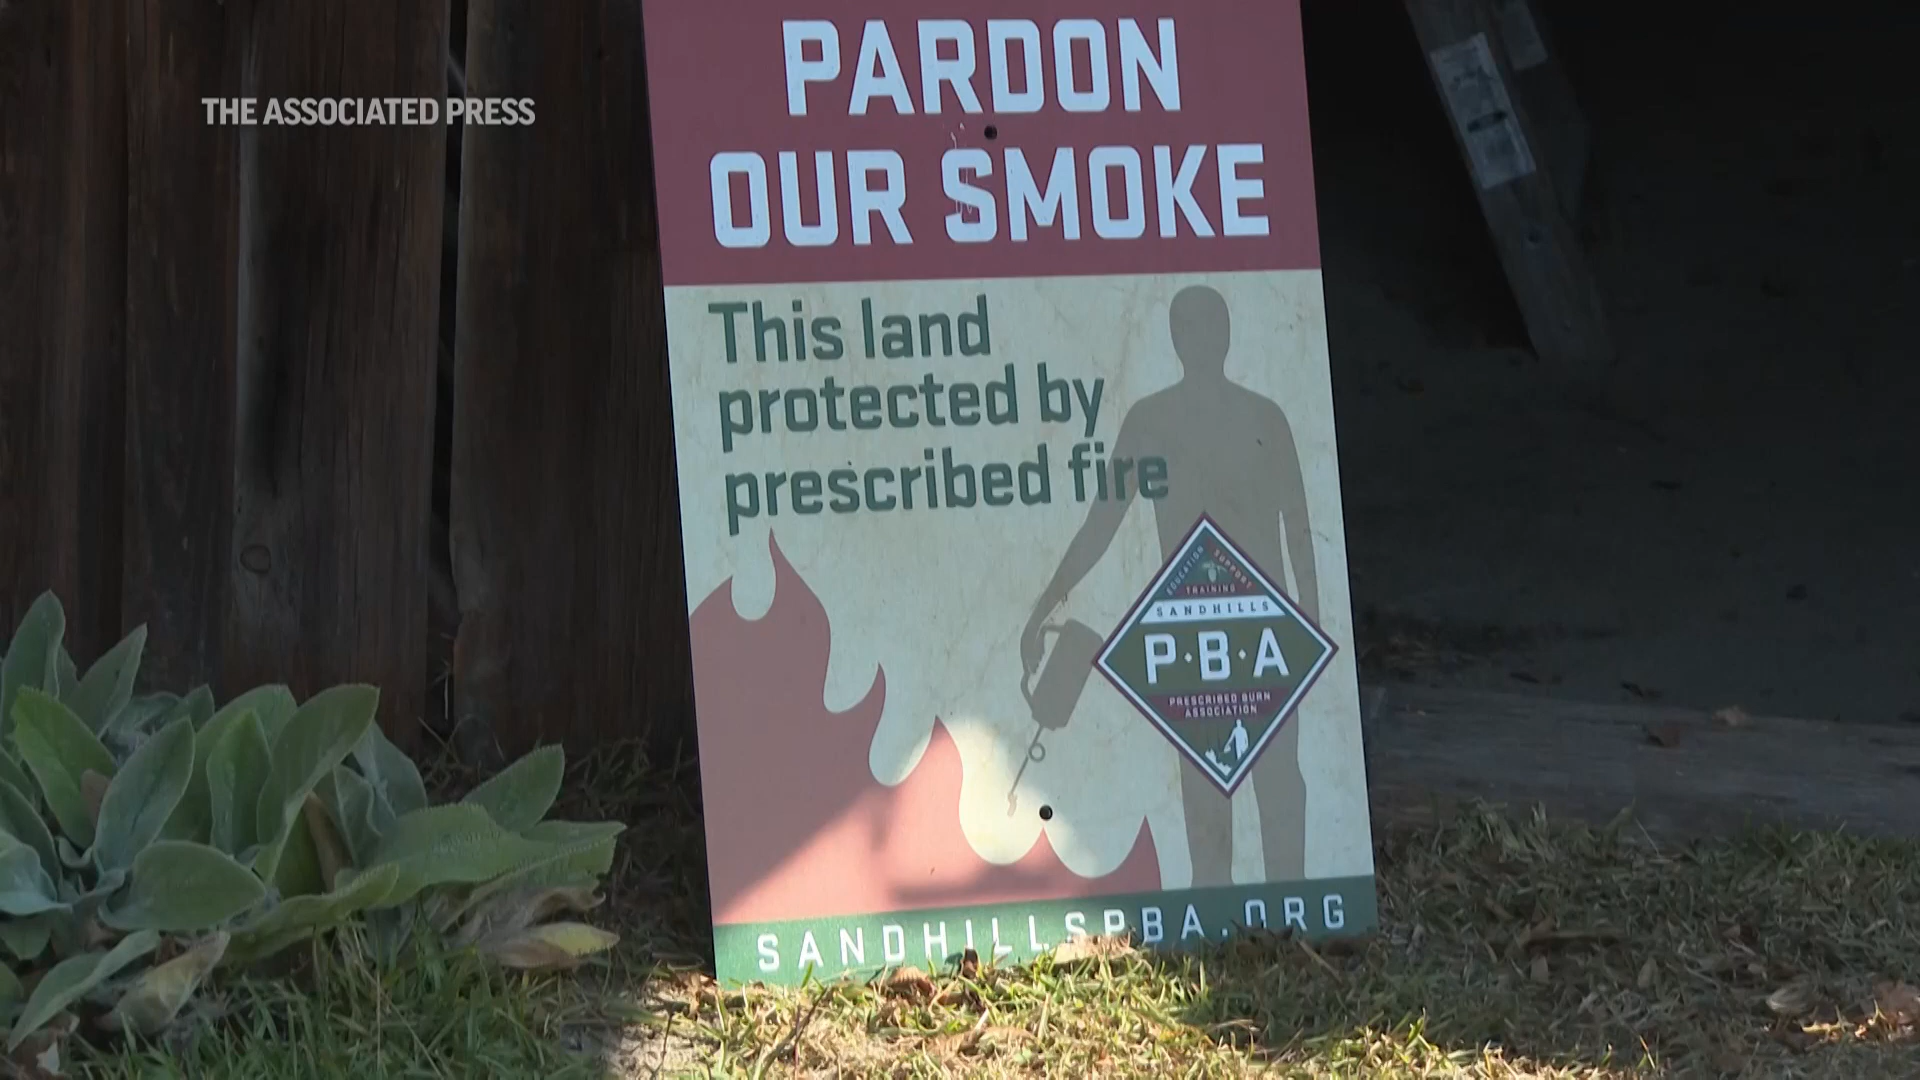 THE ASSOCIATED PRESS
PARDON
OUR SMOKE
This land
protected by
prescribed fire
EDUCATION
SUPPORT
TRAINING
SANDHILLS
P·B·A
PRESCRIBED BURN
ASSOCIATION
SANDHILLSPBA.ORG